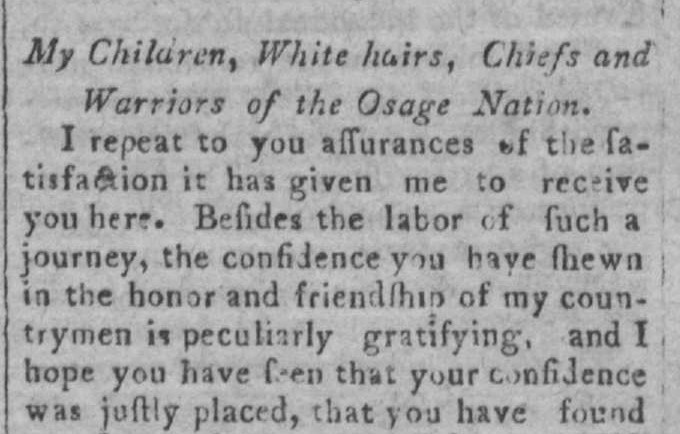 My Children, White hairs, Chiefs and
Warriors of the Osage Nation.
I repeat to you aſſurances of the ſa-
tisfaction it has given me to receive
you here. Beſides the labor of ſuch a
journey, the confidence you have ſhewn
in the honor and friendſhip of my coun-
trymen is peculiarly gratifying, and I
hope you have ſeen that your confidence
was juſtly placed, that you have found